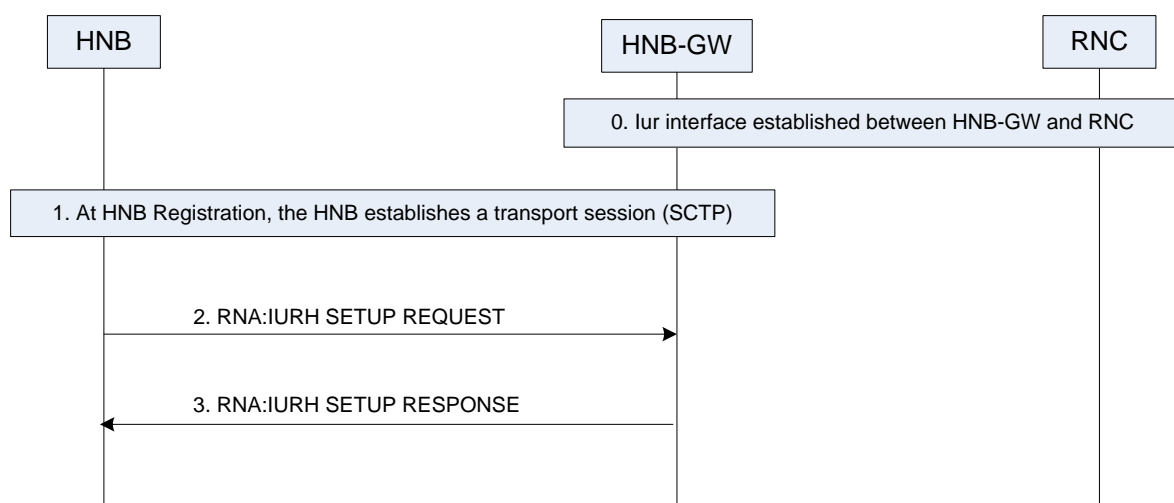 HNB
HNB-GW
RNC
0. Iur interface established between HNB-GW and RNC
1. At HNB Registration, the HNB establishes a transport session (SCTP)
2. RNA:IURH SETUP REQUEST
3. RNA:IURH SETUP RESPONSE